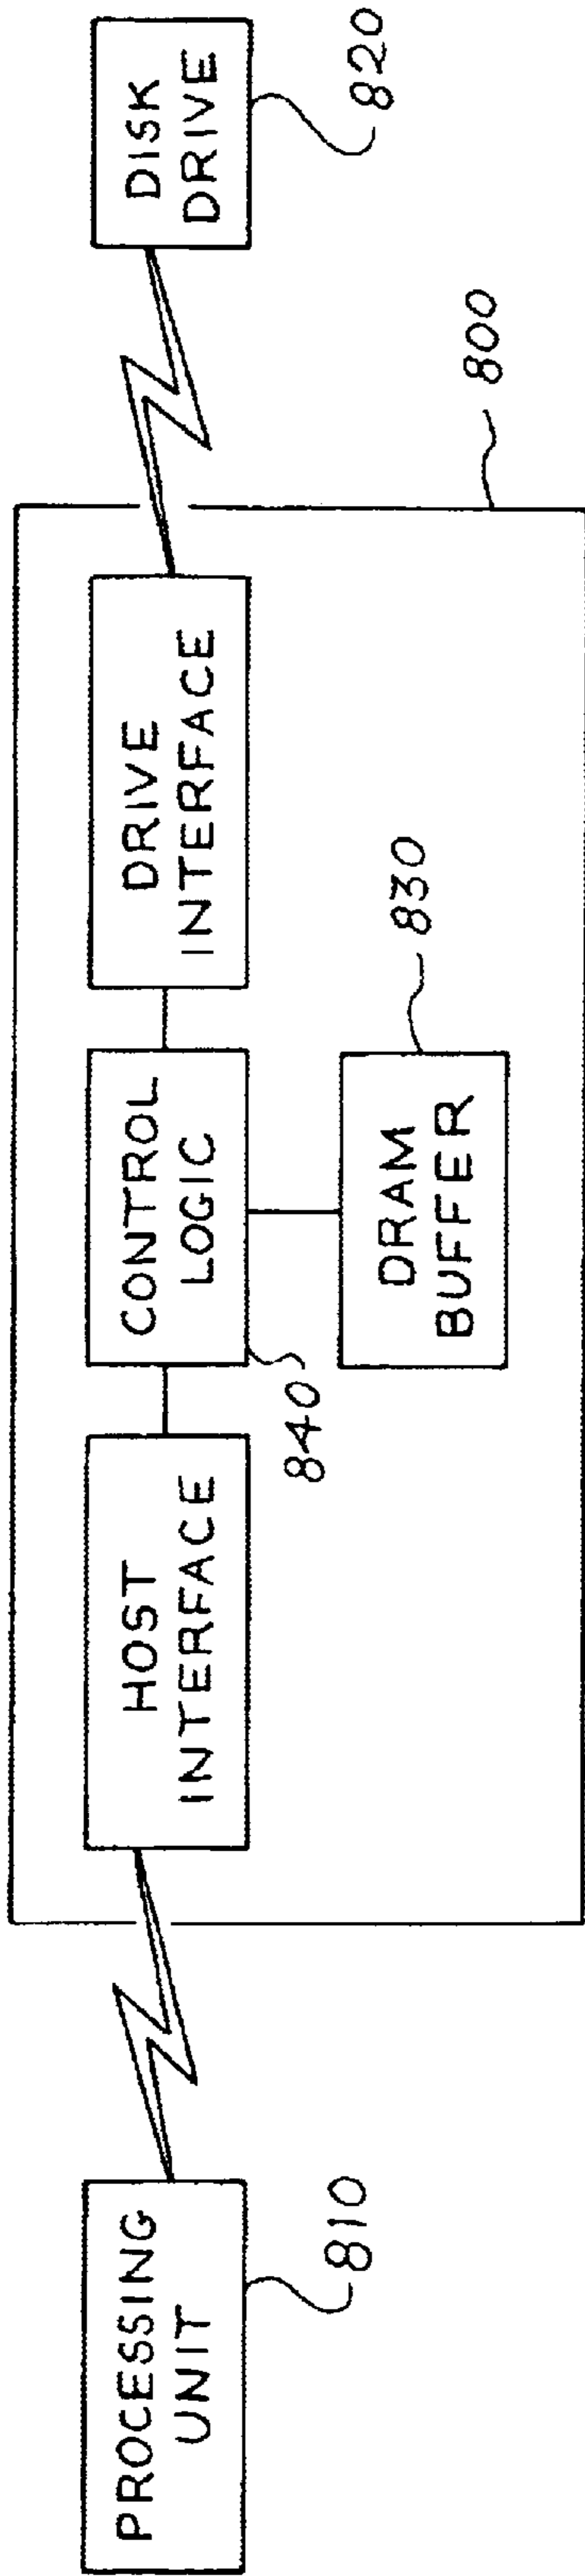 PROCESSING
UNIT
810
HOST
INTERFACE
CONTROL
LOGIC
840
DRAM
BUFFER
830
DRIVE
INTERFACE
800
DISK
DRIVE
820